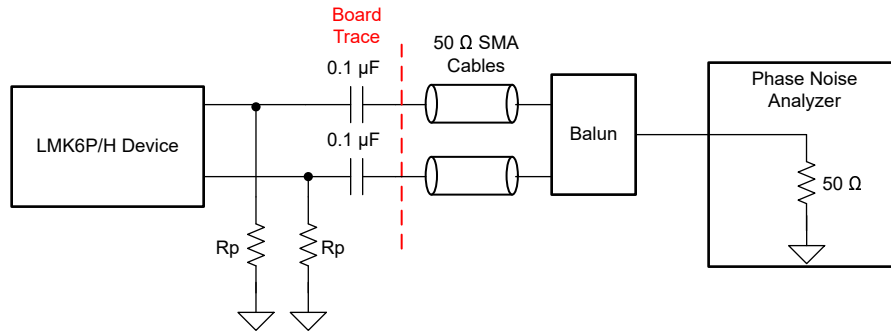 Board
Trace
50 Ω SMA
Cables
0.1 µF
0.1 µF
LMK6P/H Device
Balun
Phase Noise
Analyzer
50 Ω
Rp
Rp